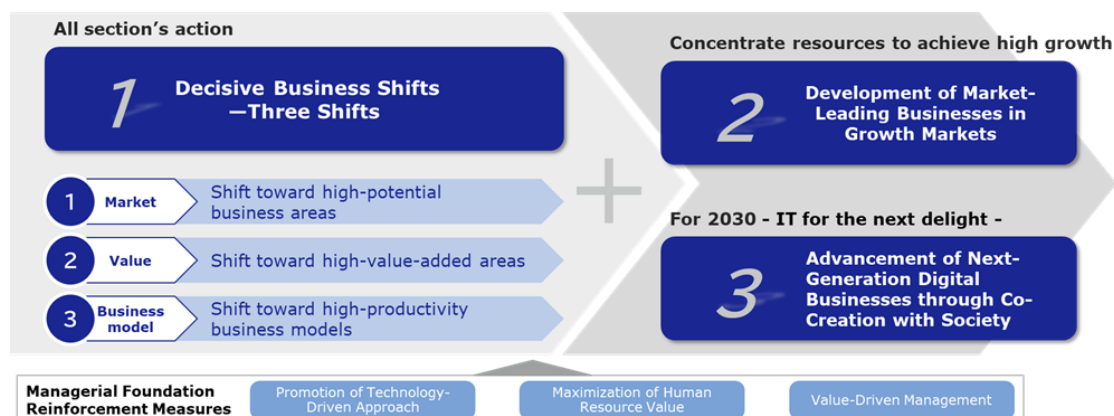 All section's action
1
Decisive Business Shifts
—Three Shifts
1
Market
Shift toward high-potential
business areas
2
Value
Shift toward high-value-added areas
3
Business
model
Shift toward high-productivity
business models
+
Concentrate resources to achieve high growth
2
Development of Market-
Leading Businesses in
Growth Markets
For 2030 - IT for the next delight -
3
Advancement of Next-
Generation Digital
Businesses through Co-
Creation with Society
Managerial Foundation
Reinforcement Measures
Promotion of Technology-
Driven Approach
Maximization of Human
Resource Value
Value-Driven Management